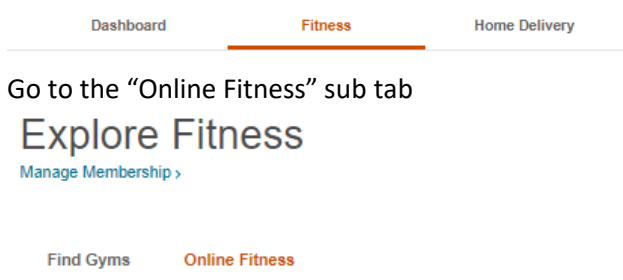 Dashboard Fitness Home Delivery
Go to the “Online Fitness” sub tab
Explore Fitness
Manage Membership ›
Find Gyms Online Fitness